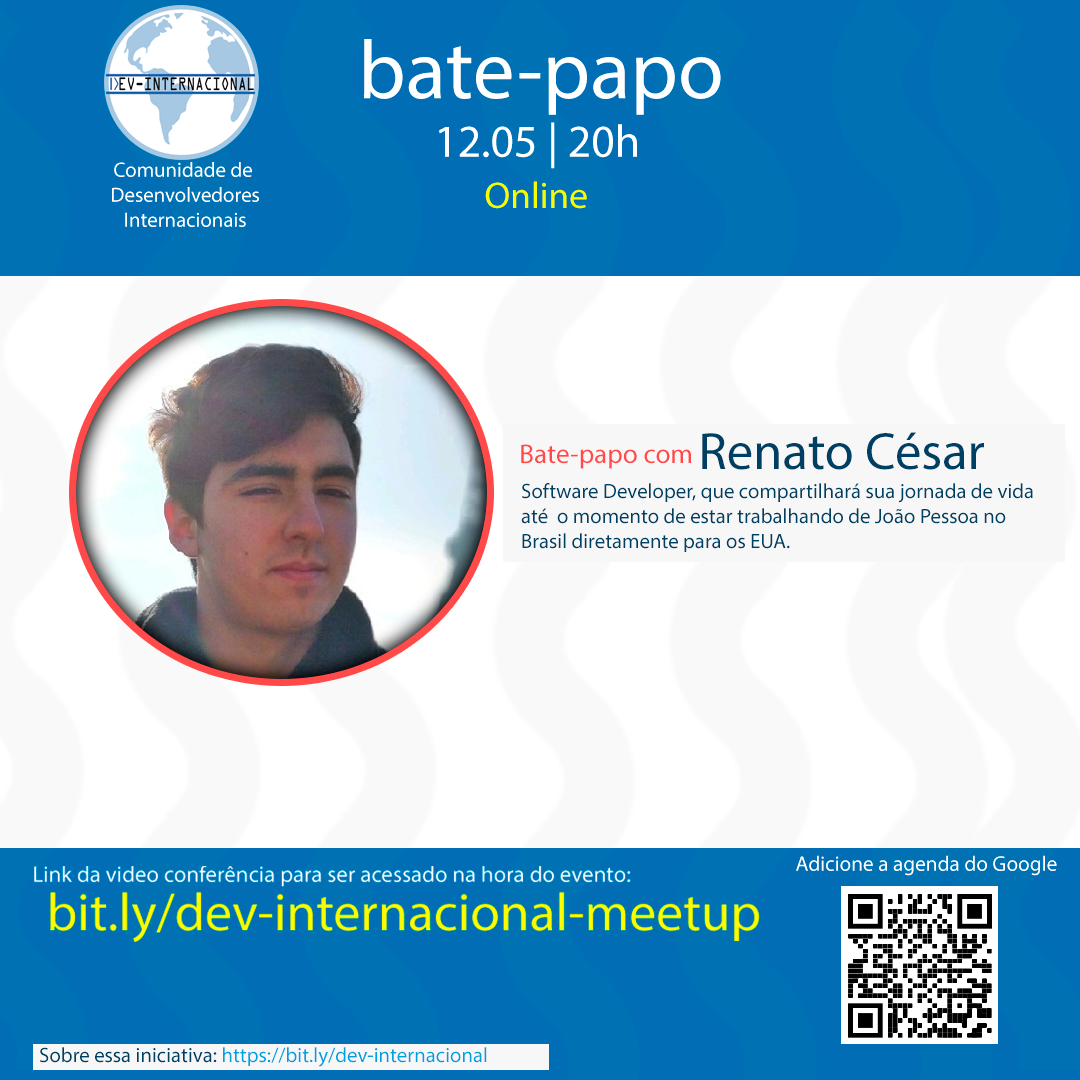 DEV-INTERNACIONAL
Comunidade de
Desenvolvedores
Internacionais
bate-papo
12.05 | 20h
Online
Bate-papo com Renato César
Software Developer, que compartilhará sua jornada de vida
até o momento de estar trabalhando de João Pessoa no
Brasil diretamente para os EUA.
Link da video conferência para ser acessado na hora do evento:
bit.ly/dev-internacional-meetup
Adicione a agenda do Google
Sobre essa iniciativa: https://bit.ly/dev-internacional